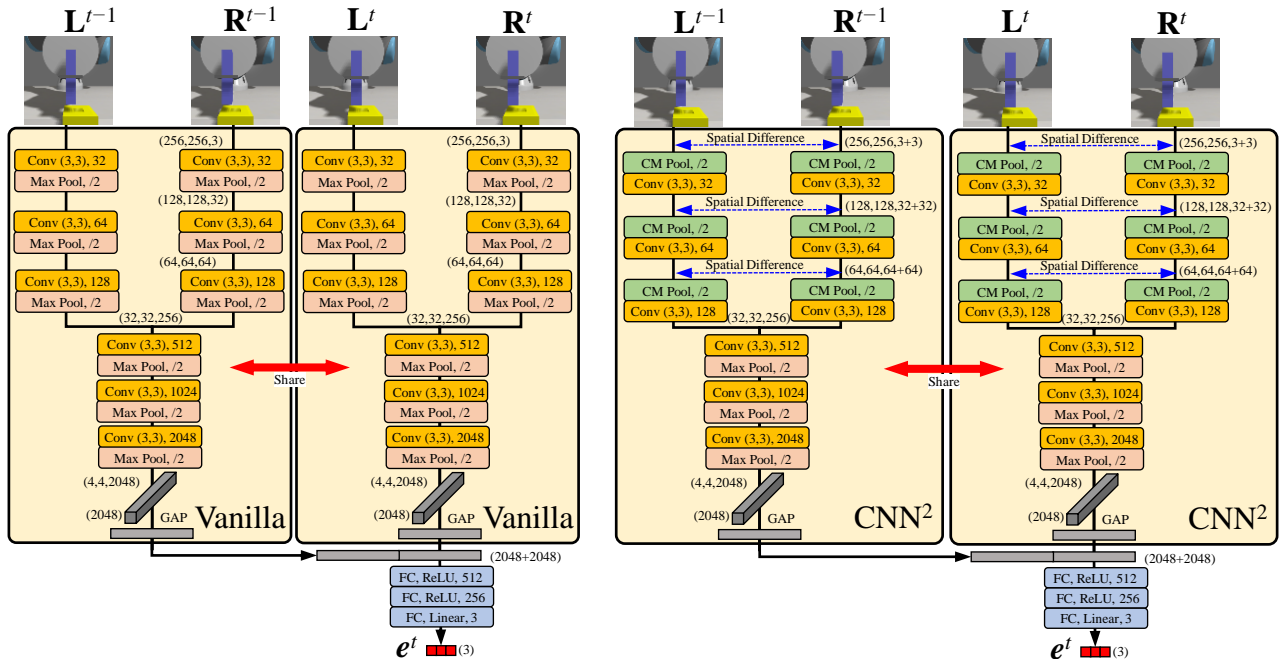 L^{t−1} R^{t−1} L^t R^t
(256,256,3) (256,256,3)
Conv (3,3), 32 Conv (3,3), 32 Conv (3,3), 32 Conv (3,3), 32
Max Pool, /2 Max Pool, /2 Max Pool, /2 Max Pool, /2
(128,128,32) (128,128,32)
Conv (3,3), 64 Conv (3,3), 64 Conv (3,3), 64 Conv (3,3), 64
Max Pool, /2 Max Pool, /2 Max Pool, /2 Max Pool, /2
(64,64,64) (64,64,64)
Conv (3,3), 128 Conv (3,3), 128 Conv (3,3), 128 Conv (3,3), 128
Max Pool, /2 Max Pool, /2 Max Pool, /2 Max Pool, /2
(32,32,256) (32,32,256)
Conv (3,3), 512 Conv (3,3), 512
Max Pool, /2 Max Pool, /2
Share
Conv (3,3), 1024 Conv (3,3), 1024
Max Pool, /2 Max Pool, /2
Conv (3,3), 2048 Conv (3,3), 2048
Max Pool, /2 Max Pool, /2
(4,4,2048) (4,4,2048)
(2048) GAP Vanilla (2048) GAP Vanilla
(2048+2048)
FC, ReLU, 512
FC, ReLU, 256
FC, Linear, 3
e^t (3)
L^{t−1} R^{t−1} L^t R^t
Spatial Difference (256,256,3+3) Spatial Difference (256,256,3+3)
CM Pool, /2 CM Pool, /2 CM Pool, /2 CM Pool, /2
Conv (3,3), 32 Conv (3,3), 32 Conv (3,3), 32 Conv (3,3), 32
Spatial Difference (128,128,32+32) Spatial Difference (128,128,32+32)
CM Pool, /2 CM Pool, /2 CM Pool, /2 CM Pool, /2
Conv (3,3), 64 Conv (3,3), 64 Conv (3,3), 64 Conv (3,3), 64
Spatial Difference (64,64,64+64) Spatial Difference (64,64,64+64)
CM Pool, /2 CM Pool, /2 CM Pool, /2 CM Pool, /2
Conv (3,3), 128 Conv (3,3), 128 Conv (3,3), 128 Conv (3,3), 128
(32,32,256) (32,32,256)
Conv (3,3), 512 Conv (3,3), 512
Max Pool, /2 Max Pool, /2
Share
Conv (3,3), 1024 Conv (3,3), 1024
Max Pool, /2 Max Pool, /2
Conv (3,3), 2048 Conv (3,3), 2048
Max Pool, /2 Max Pool, /2
(4,4,2048) (4,4,2048)
(2048) GAP CNN² (2048) GAP CNN²
(2048+2048)
FC, ReLU, 512
FC, ReLU, 256
FC, Linear, 3
e^t (3)